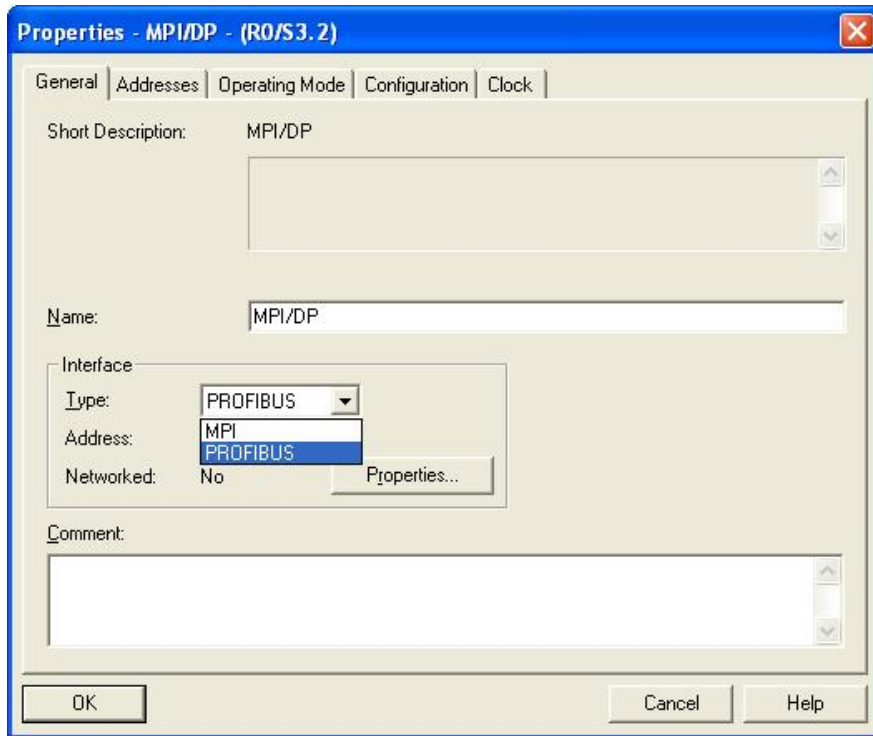 Properties - MPI/DP - (R0/S3.2)
General Addresses Operating Mode Configuration Clock
Short Description: MPI/DP
Name: MPI/DP
Interface
Type: PROFIBUS
MPI
Address:
PROFIBUS
Networked: No Properties...
Comment:
OK Cancel Help